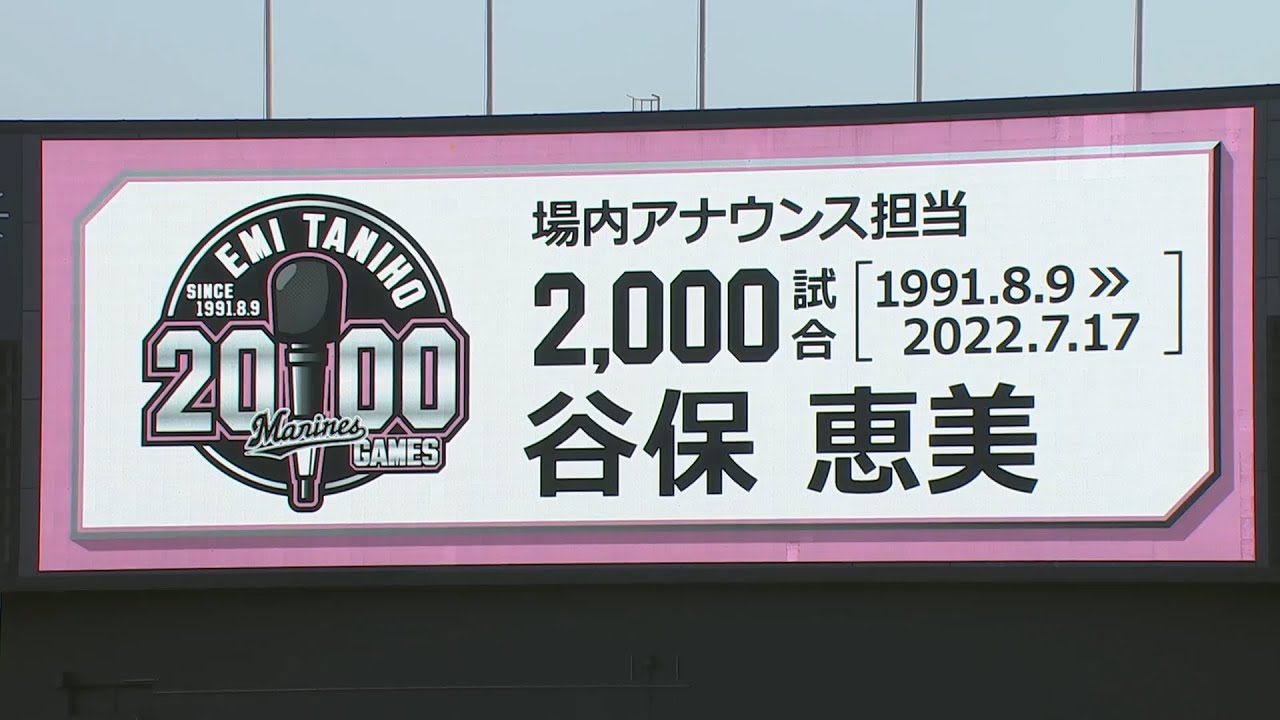 EMI TANIHO
SINCE
1991.8.9
2000
Marines
GAMES
場内アナウンス担当
2,000試合
[1991.8.9 >>
2022.7.17]
谷保 恵美